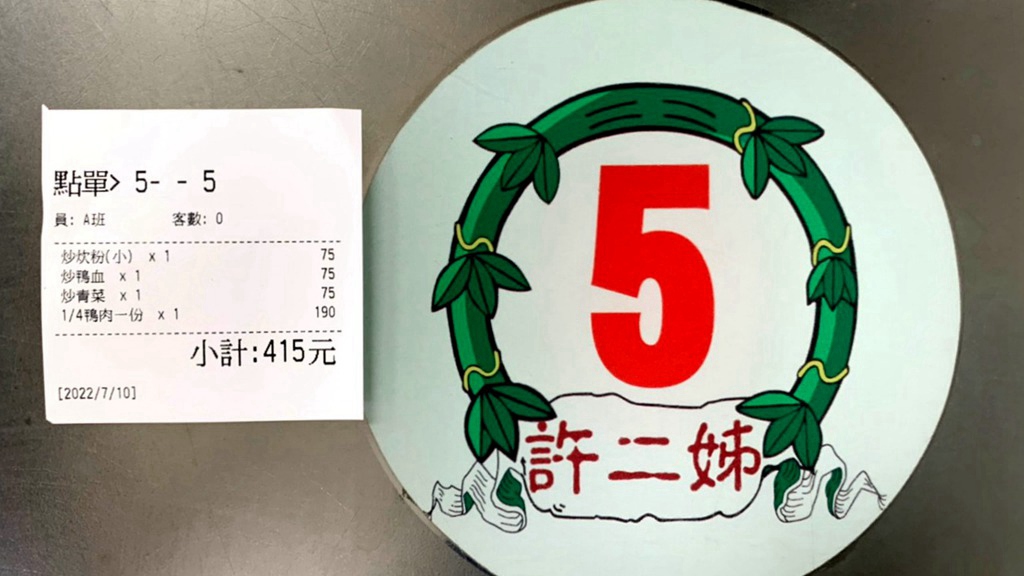 點單> 5- - 5
員: A班 客數: 0
炒炊粉(小) x 1 75
炒鴨血 x 1 75
炒青菜 x 1 75
1/4鴨肉一份 x 1 190
小計:415元
[2022/7/10]
5
許二姊